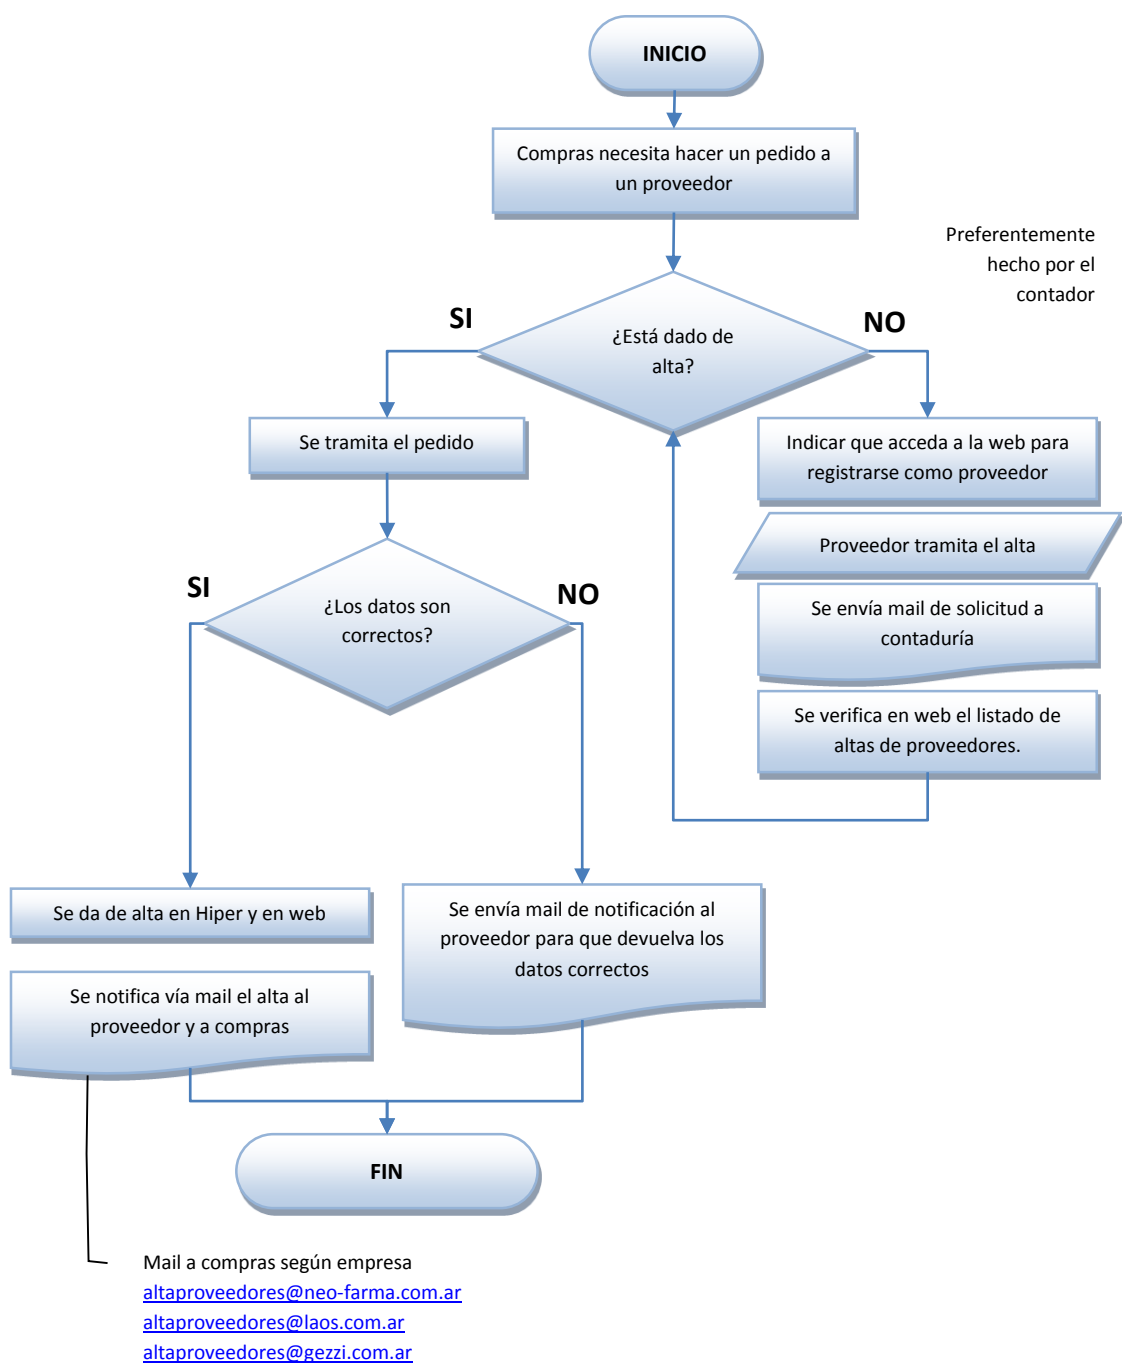 INICIO
Compras necesita hacer un pedido a
un proveedor
Preferentemente
hecho por el
contador
SI
NO
¿Está dado de
alta?
Se tramita el pedido
Indicar que acceda a la web para
registrarse como proveedor
Proveedor tramita el alta
SI
NO
¿Los datos son
correctos?
Se envía mail de solicitud a
contaduría
Se verifica en web el listado de
altas de proveedores.
Se da de alta en Hiper y en web
Se envía mail de notificación al
proveedor para que devuelva los
datos correctos
Se notifica vía mail el alta al
proveedor y a compras
FIN
Mail a compras según empresa
altaproveedores@neo-farma.com.ar
altaproveedores@laos.com.ar
altaproveedores@gezzi.com.ar